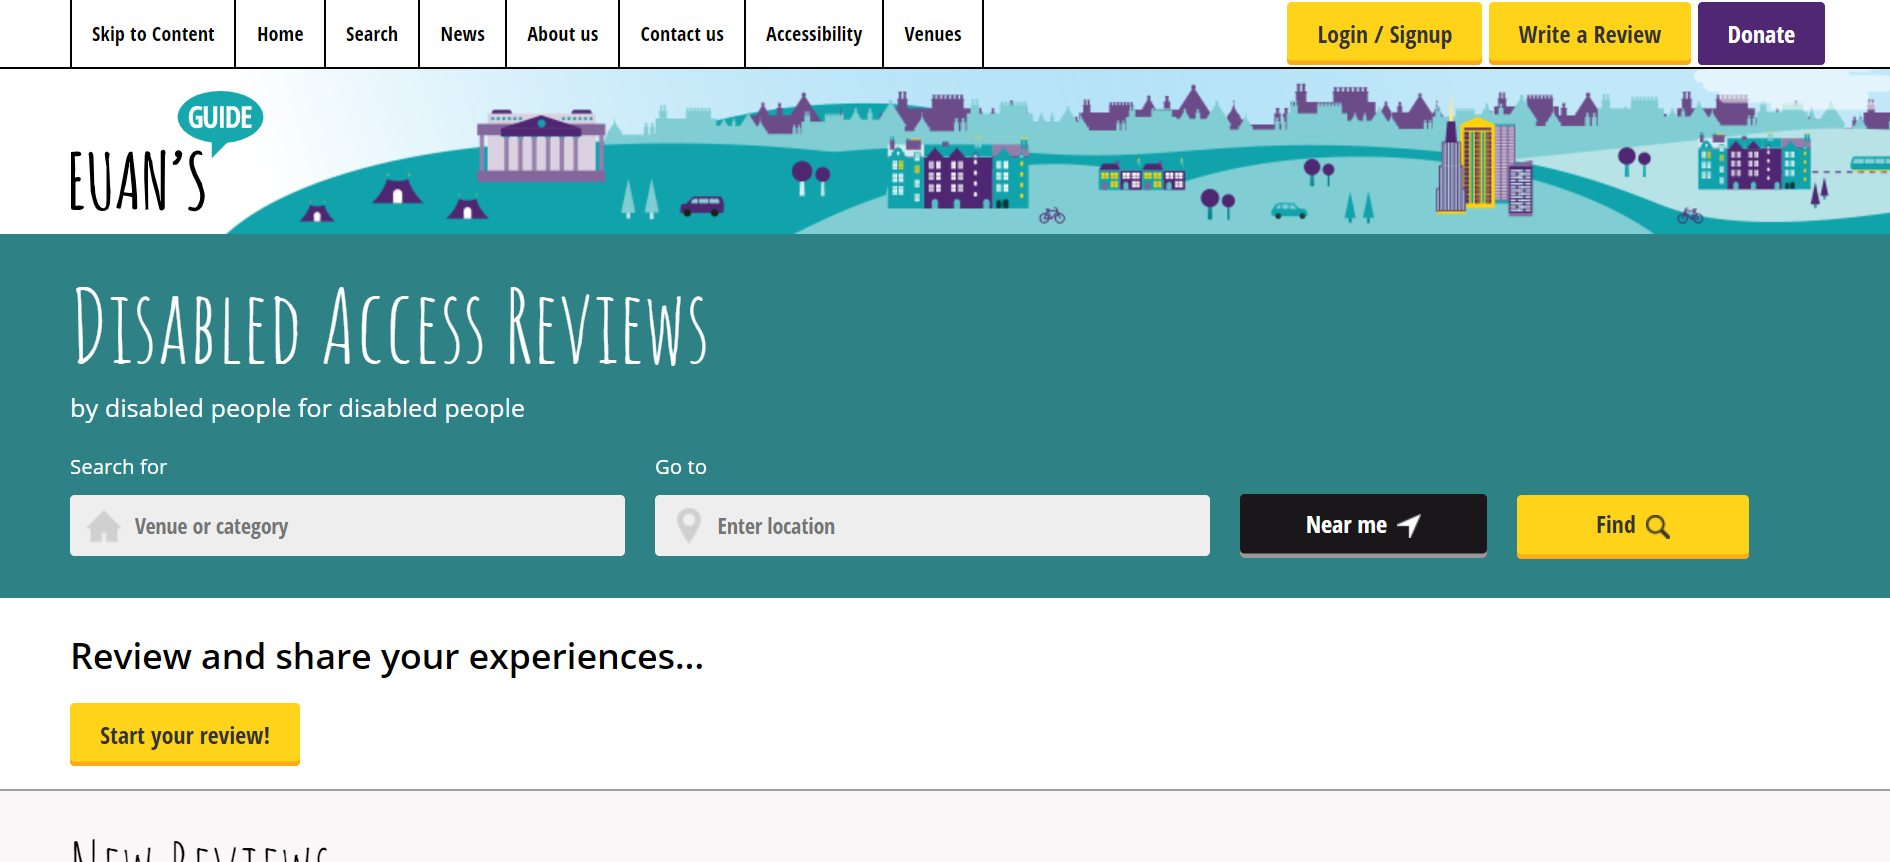 Skip to Content Home Search News About us Contact us Accessibility Venues Login / Signup Write a Review Donate
GUIDE
EUAN'S
DISABLED ACCESS REVIEWS
by disabled people for disabled people
Search for Go to
Venue or category Enter location Near me Find
Review and share your experiences...
Start your review!
NEW REVIEWS